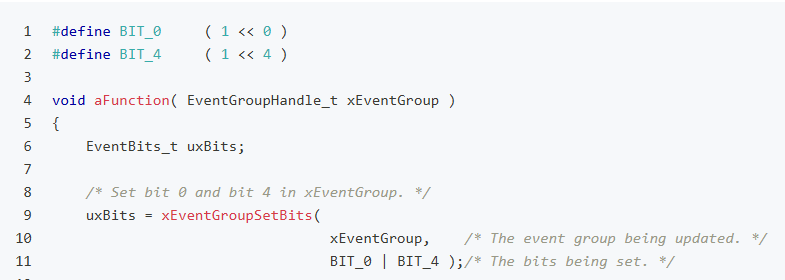 1 #define BIT_0     ( 1 << 0 )
2 #define BIT_4     ( 1 << 4 )
3
4 void aFunction( EventGroupHandle_t xEventGroup )
5 {
6     EventBits_t uxBits;
7
8     /* Set bit 0 and bit 4 in xEventGroup. */
9     uxBits = xEventGroupSetBits(
10                                  xEventGroup,    /* The event group being updated. */
11                                  BIT_0 | BIT_4 );/* The bits being set. */